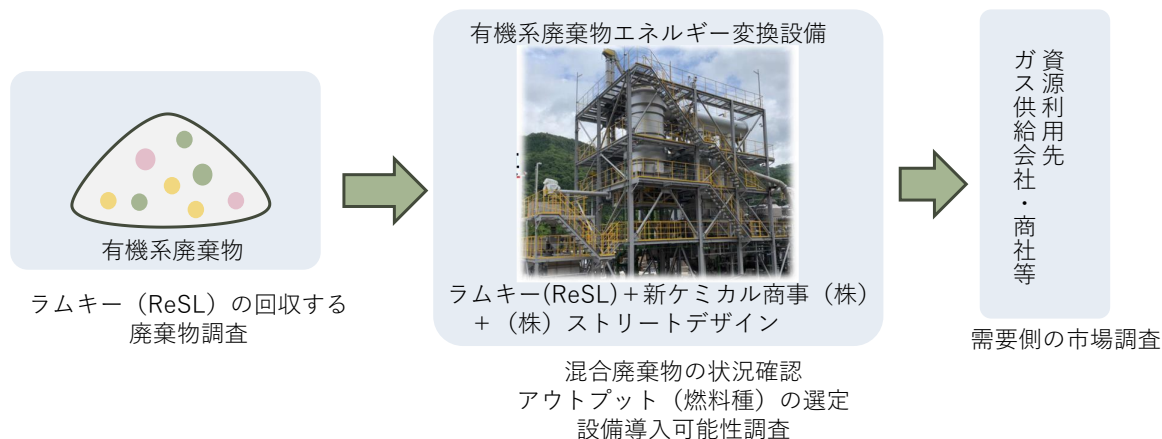 有機系廃棄物
ラムキー（ReSL）の回収する
廃棄物調査
有機系廃棄物エネルギー変換設備
ラムキー(ReSL)＋新ケミカル商事（株）
＋（株）ストリートデザイン
混合廃棄物の状況確認
アウトプット（燃料種）の選定
設備導入可能性調査
資源利用先
ガス供給会社・商社等
需要側の市場調査